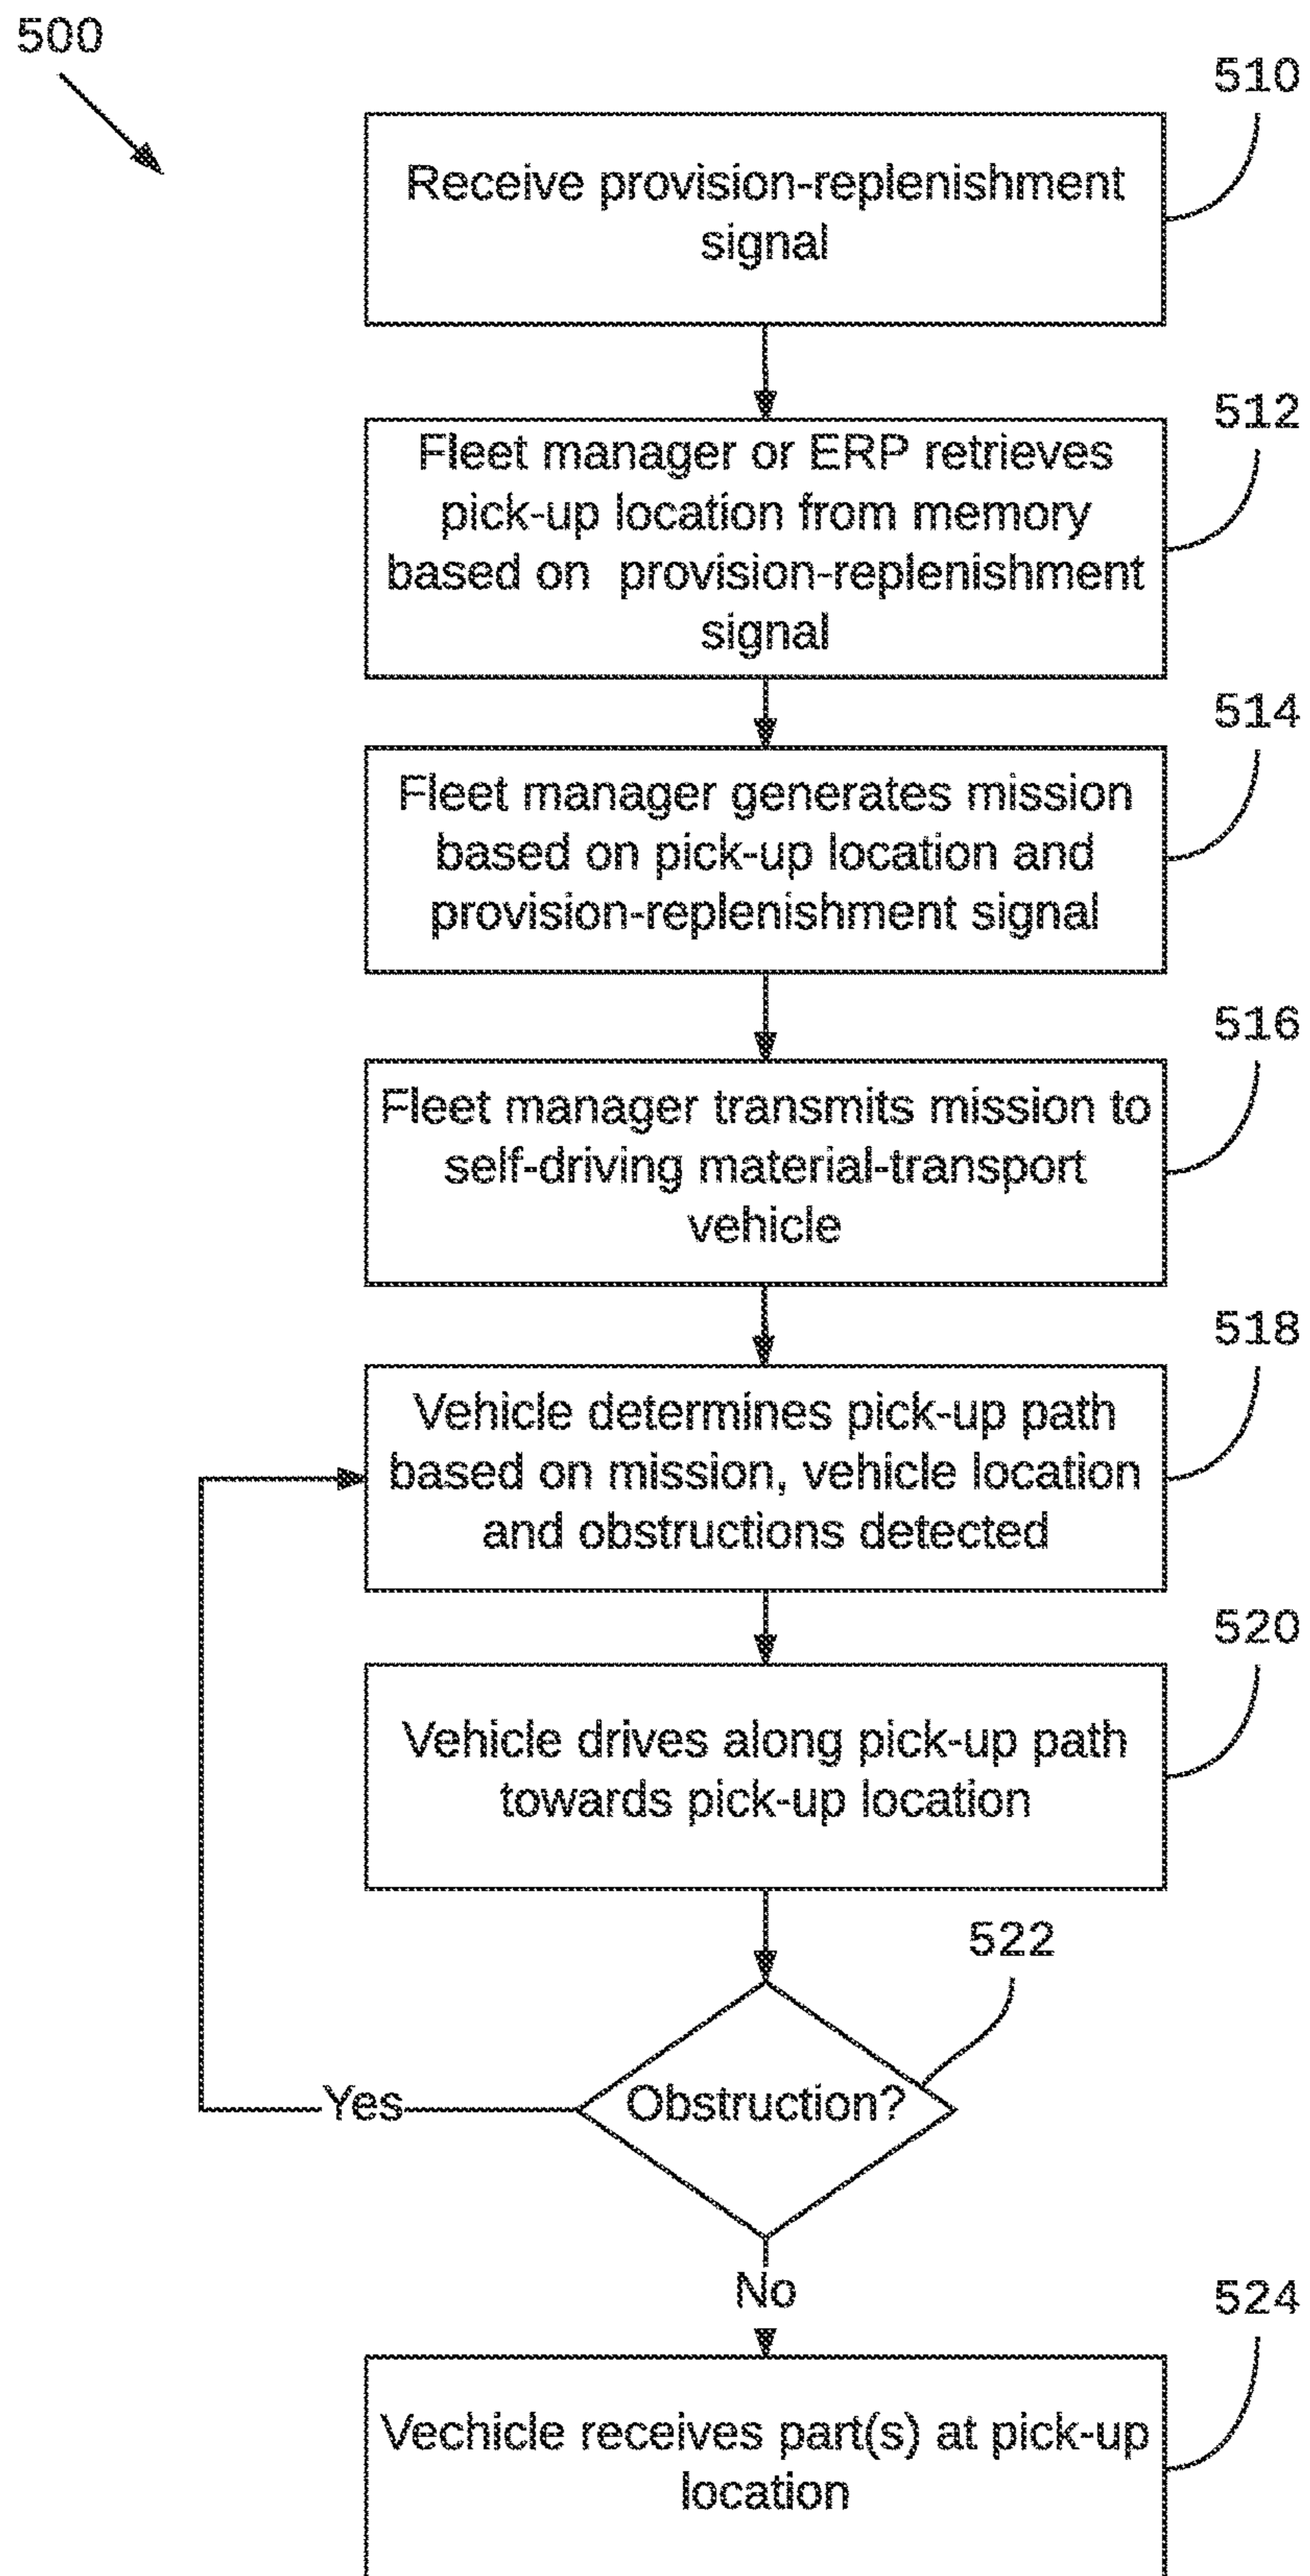 500
510
Receive provision-replenishment
signal
512
Fleet manager or ERP retrieves
pick-up location from memory
based on  provision-replenishment
signal
514
Fleet manager generates mission
based on pick-up location and
provision-replenishment signal
516
Fleet manager transmits mission to
self-driving material-transport
vehicle
518
Vehicle determines pick-up path
based on mission, vehicle location
and obstructions detected
520
Vehicle drives along pick-up path
towards pick-up location
522
Obstruction?
Yes
No
524
Vechicle receives part(s) at pick-up
location